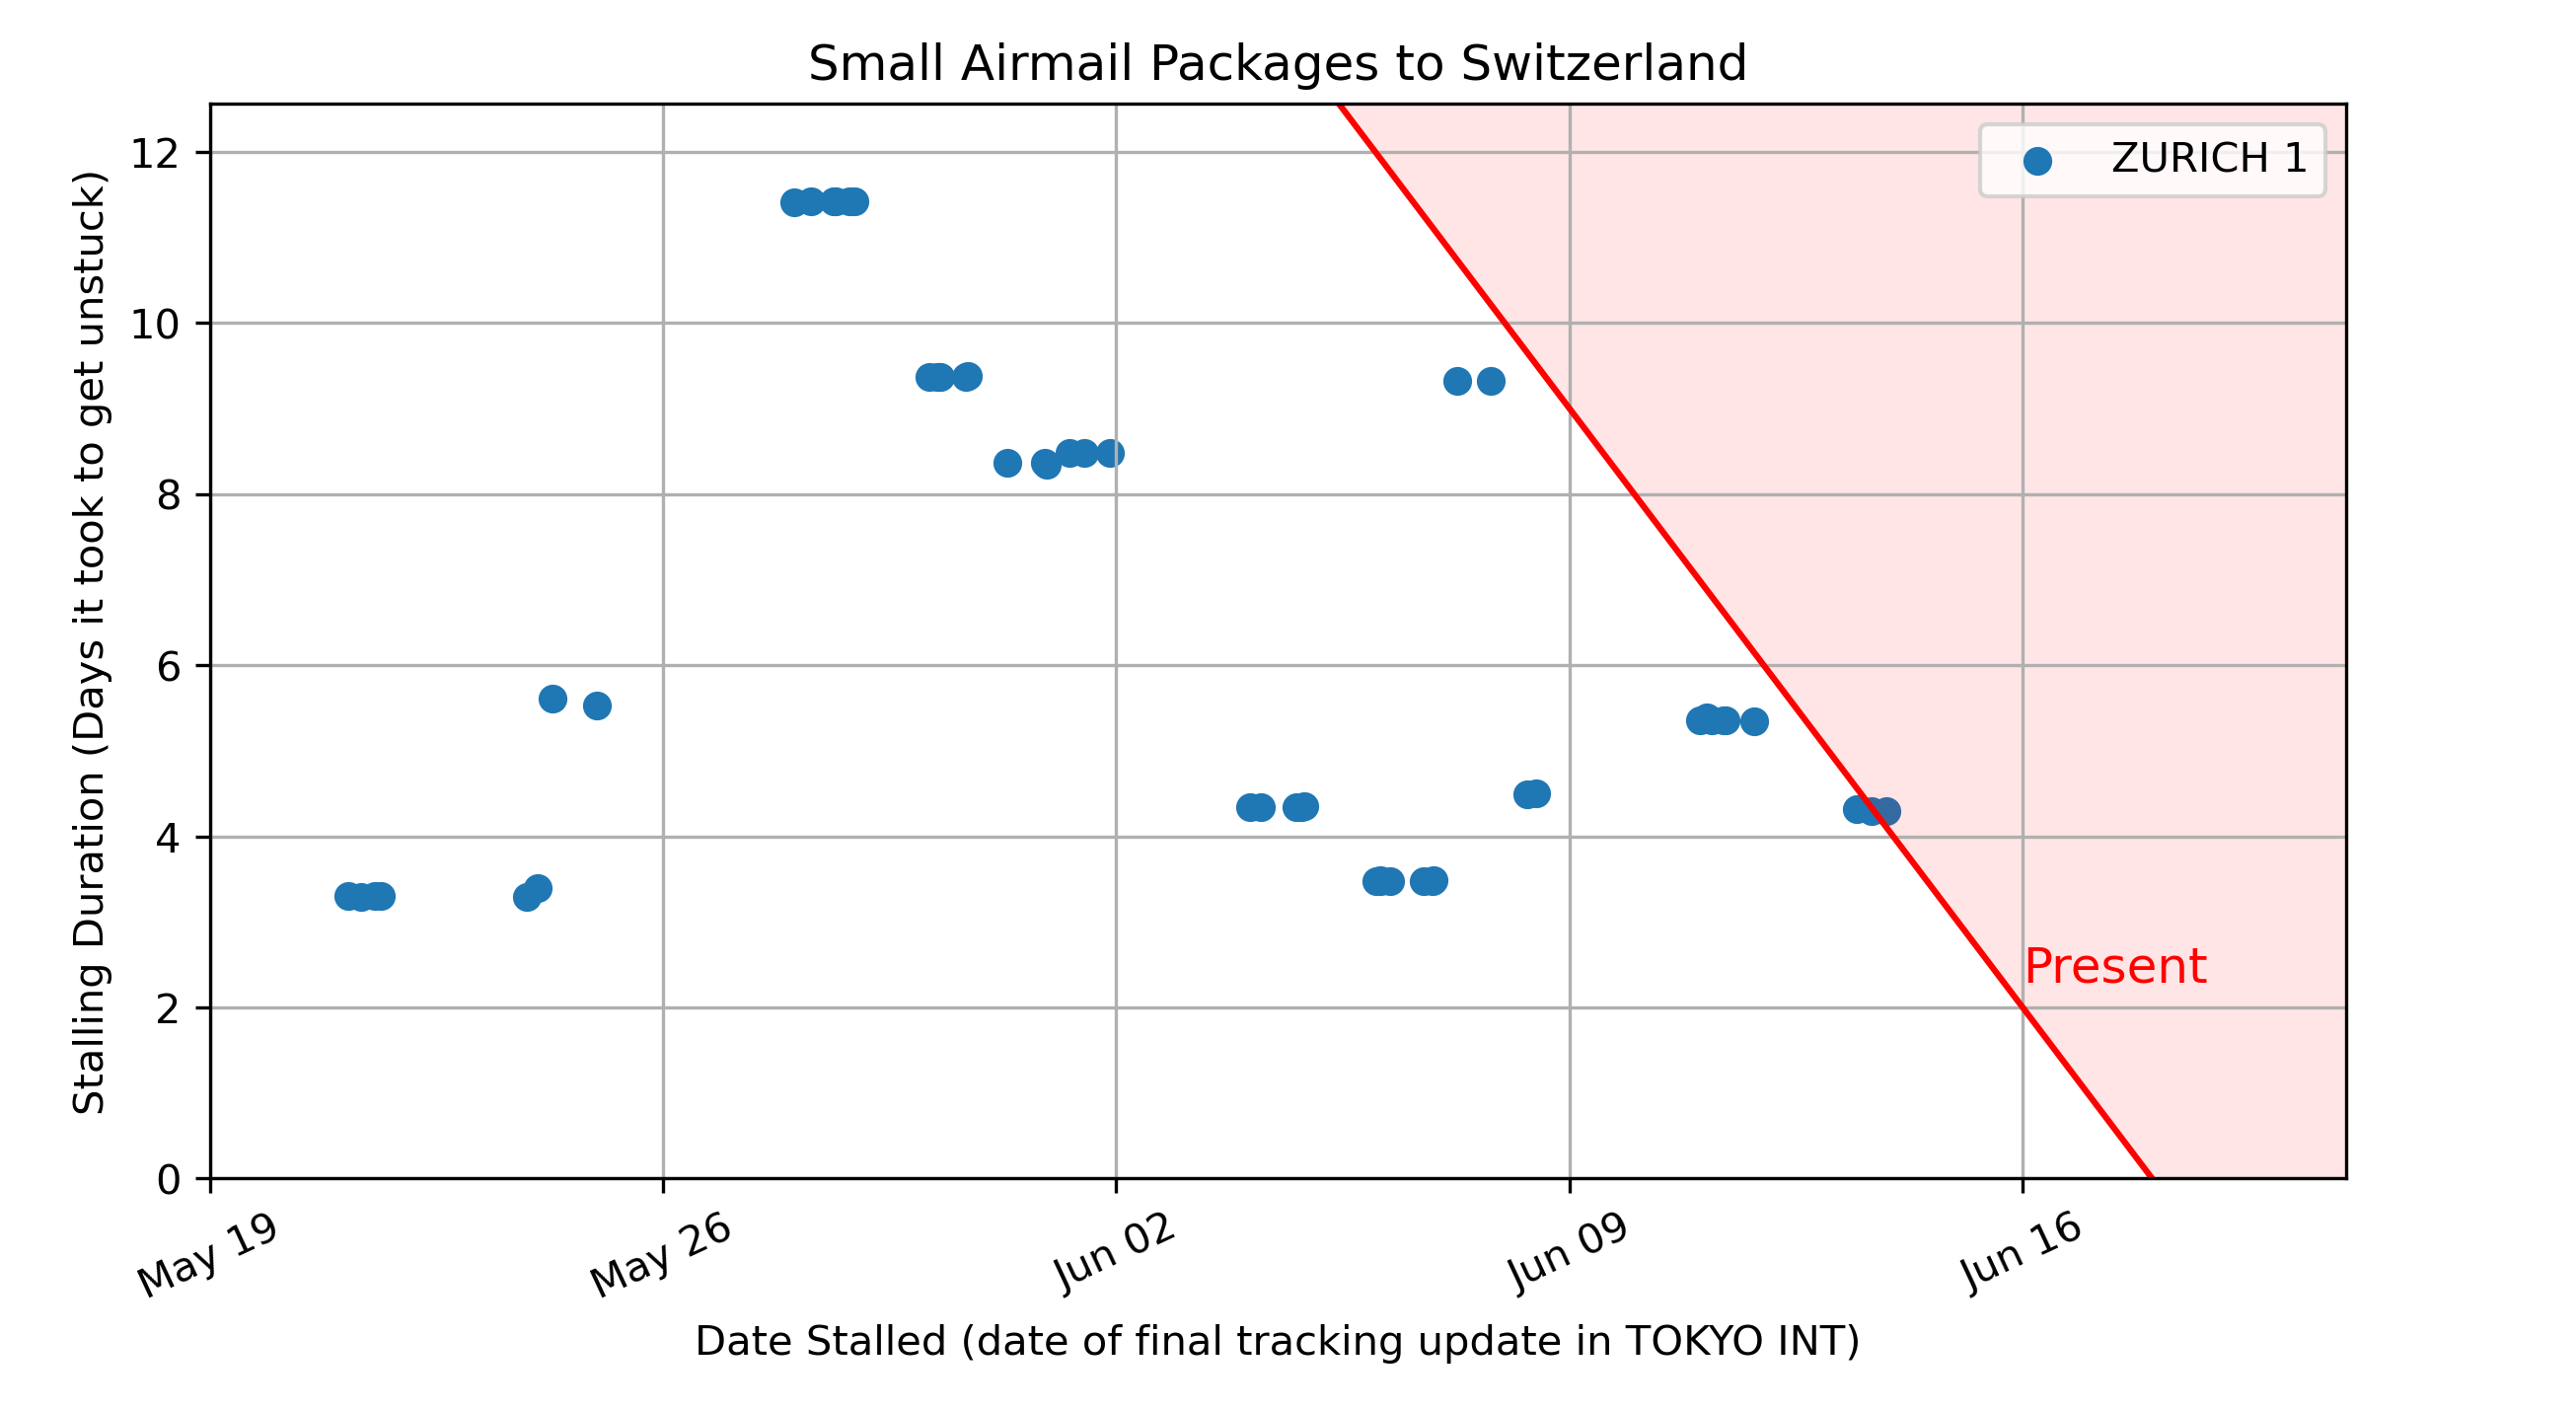 Small Airmail Packages to Switzerland
ZURICH 1
Stalling Duration (Days it took to get unstuck)
12
10
8
6
4
2
0
Present
May 19
May 26
Jun 02
Jun 09
Jun 16
Date Stalled (date of final tracking update in TOKYO INT)